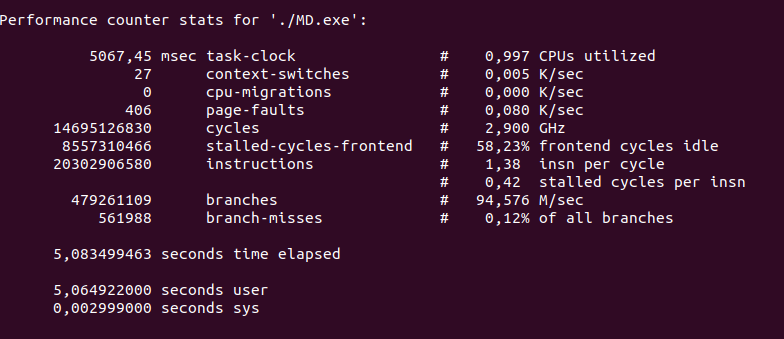 Performance counter stats for './MD.exe':
5067,45 msec task-clock # 0,997 CPUs utilized
27 context-switches # 0,005 K/sec
0 cpu-migrations # 0,000 K/sec
406 page-faults # 0,080 K/sec
14695126830 cycles # 2,900 GHz
8557310466 stalled-cycles-frontend # 58,23% frontend cycles idle
20302906580 instructions # 1,38 insn per cycle
# 0,42 stalled cycles per insn
479261109 branches # 94,576 M/sec
561988 branch-misses # 0,12% of all branches
5,083499463 seconds time elapsed
5,064922000 seconds user
0,002999000 seconds sys